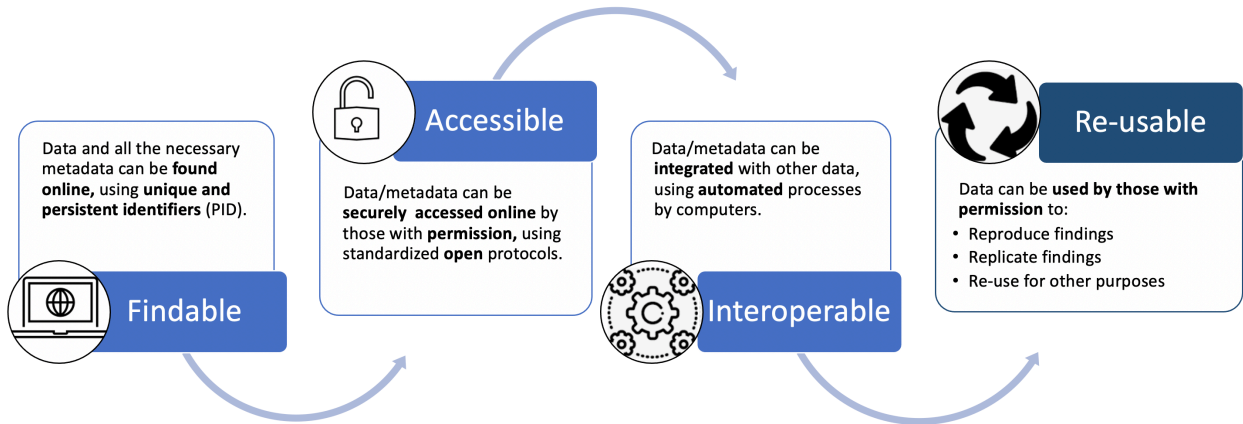 Data and all the necessary
metadata can be found
online, using unique and
persistent identifiers (PID).
Findable
Accessible
Data/metadata can be
securely accessed online by
those with permission, using
standardized open protocols.
Data/metadata can be
integrated with other data,
using automated processes
by computers.
Interoperable
Re-usable
Data can be used by those with
permission to:
• Reproduce findings
• Replicate findings
• Re-use for other purposes